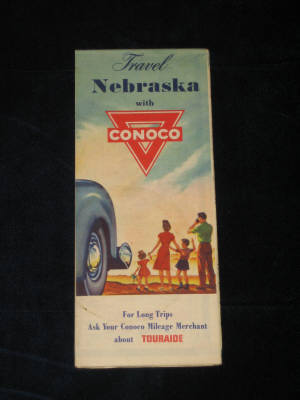 Travel
Nebraska
with
CONOCO
For Long Trips
Ask Your Conoco Mileage Merchant
about TOURAIDE